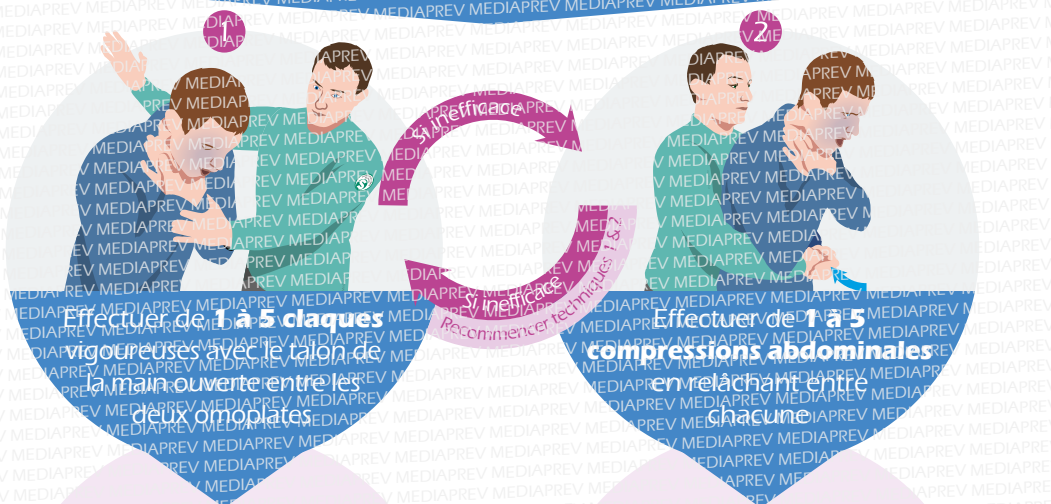 1
2
Si inefficace
Si inefficace
Recommencer techniques 1 & 2
Effectuer de 1 à 5 claques
vigoureuses avec le talon de
la main ouverte entre les
deux omoplates
Effectuer de 1 à 5
compressions abdominales
en relâchant entre
chacune
MEDIAPREV